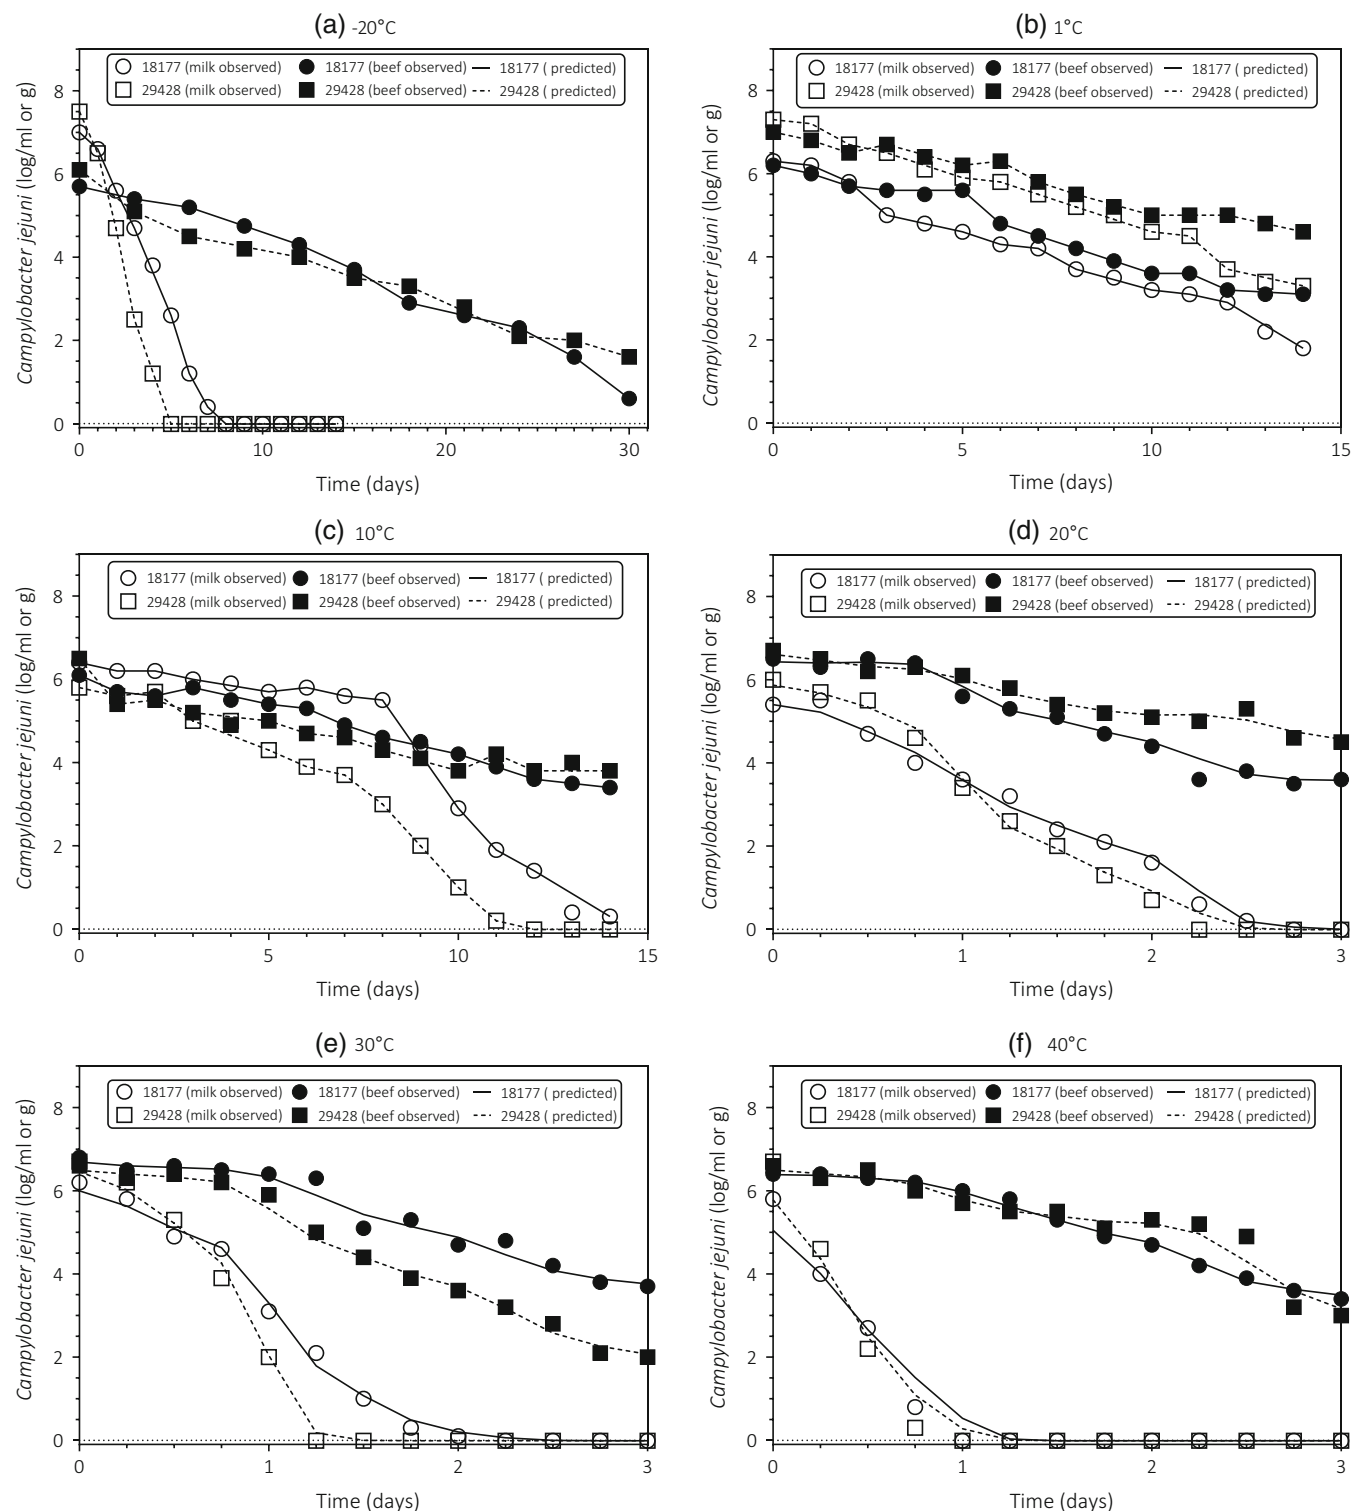 (a) -20°C
18177 (milk observed) 18177 (beef observed) 18177 ( predicted)
29428 (milk observed) 29428 (beef observed) 29428 ( predicted)
Campylobacter jejuni (log/ml or g)
8
6
4
2
0
0 10 20 30
Time (days)
(b) 1°C
18177 (milk observed) 18177 (beef observed) 18177 ( predicted)
29428 (milk observed) 29428 (beef observed) 29428 ( predicted)
Campylobacter jejuni (log/ml or g)
8
6
4
2
0
0 5 10 15
Time (days)
(c) 10°C
18177 (milk observed) 18177 (beef observed) 18177 ( predicted)
29428 (milk observed) 29428 (beef observed) 29428 ( predicted)
Campylobacter jejuni (log/ml or g)
8
6
4
2
0
0 5 10 15
Time (days)
(d) 20°C
18177 (milk observed) 18177 (beef observed) 18177 ( predicted)
29428 (milk observed) 29428 (beef observed) 29428 ( predicted)
Campylobacter jejuni (log/ml or g)
8
6
4
2
0
0 1 2 3
Time (days)
(e) 30°C
18177 (milk observed) 18177 (beef observed) 18177 ( predicted)
29428 (milk observed) 29428 (beef observed) 29428 ( predicted)
Campylobacter jejuni (log/ml or g)
8
6
4
2
0
0 1 2 3
Time (days)
(f) 40°C
18177 (milk observed) 18177 (beef observed) 18177 ( predicted)
29428 (milk observed) 29428 (beef observed) 29428 ( predicted)
Campylobacter jejuni (log/ml or g)
8
6
4
2
0
0 1 2 3
Time (days)